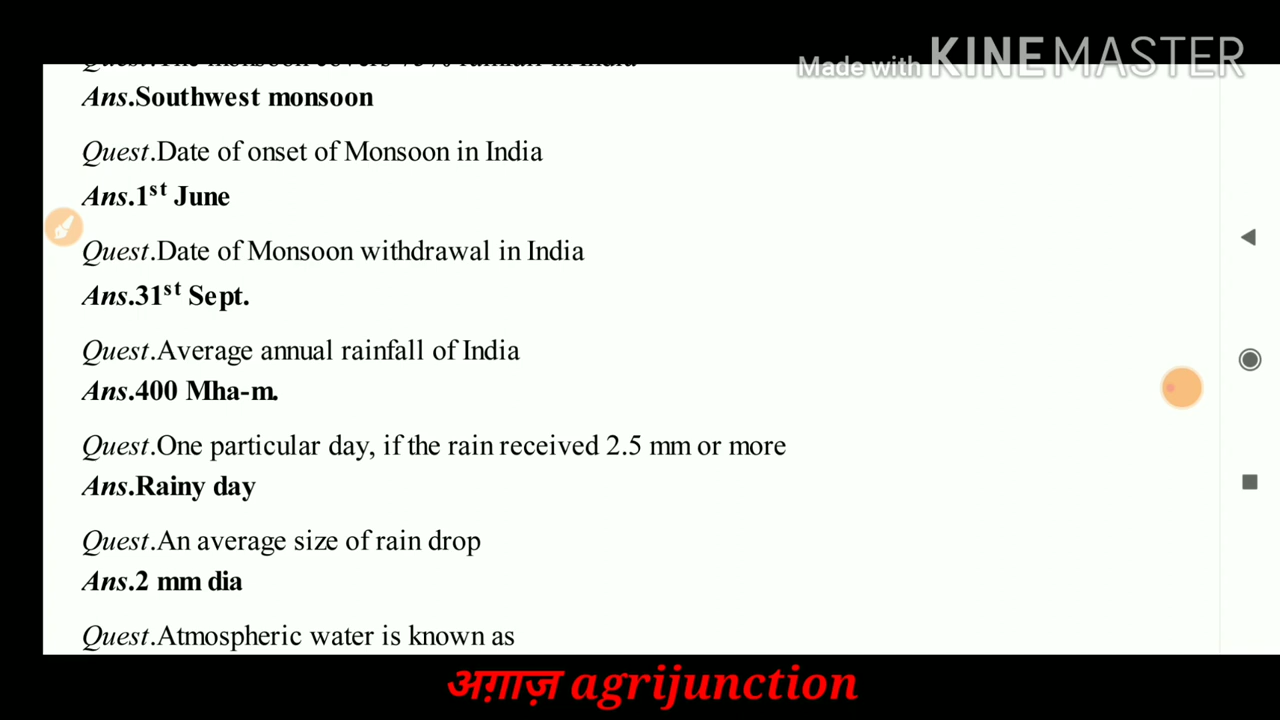 Made with KINEMASTER
Ans.Southwest monsoon
Quest.Date of onset of Monsoon in India
Ans.1st June
Quest.Date of Monsoon withdrawal in India
Ans.31st Sept.
Quest.Average annual rainfall of India
Ans.400 Mha-m.
Quest.One particular day, if the rain received 2.5 mm or more
Ans.Rainy day
Quest.An average size of rain drop
Ans.2 mm dia
Quest.Atmospheric water is known as
अग़ाज़ agrijunction